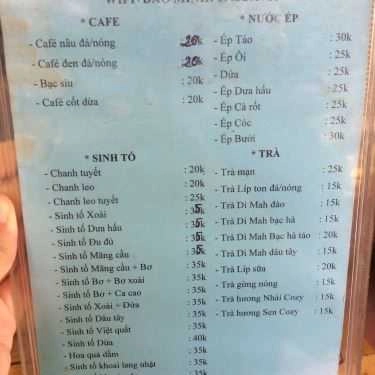 * CAFE
- Cafê nâu đá/nóng : 20k
- Cafê đen đá/nóng : 20k
- Bạc sỉu : 20k
- Cafê cốt dừa : 20k
* NƯỚC ÉP
- Ép Táo : 30k
- Ép Ổi : 25k
- Dừa : 25k
- Ép Dưa hấu : 25k
- Ép Cà rốt : 25k
- Ép Cóc : 25k
- Ép Bưởi : 30k
* SINH TỐ
- Chanh tuyết : 20k
- Chanh leo : 20k
- Chanh leo tuyết : 25k
- Sinh tố Xoài : 35k
- Sinh tố Dưa hấu : 35k
- Sinh tố Đu đủ : 35k
- Sinh tố Mãng cầu : 35k
- Sinh tố Mãng cầu + Bơ : 35k
- Sinh tố Bơ + Bơ xoài : 35k
- Sinh tố Bơ + Ca cao : 35k
- Sinh tố Xoài + Dừa : 35k
- Sinh tố Dâu tây : 35k
- Sinh tố Việt quất : 35k
- Sinh tố Dừa : 40k
- Hoa quả dầm : 35k
- Sinh tố khoai lang nhật : 35k
: 35k
* TRÀ
- Trà mạn : 25k
- Trà Líp ton đá/nóng : 15k
- Trà Di Mah đào : 15k
- Trà Di Mah bạc hà : 15k
- Trà Di Mah Bạc hà táo : 20k
- Trà Di Mah dâu tây : 15k
- Trà Líp sữa : 20k
- Trà gừng nóng : 15k
- Trà hương Nhài Cozy : 15k
- Trà hương Sen Cozy : 15k